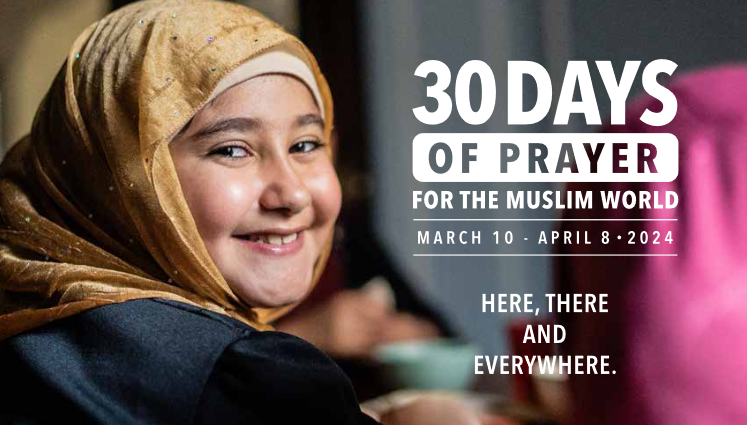 30 DAYS
OF PRAYER
FOR THE MUSLIM WORLD
MARCH 10 - APRIL 8 • 2024
HERE, THERE
AND
EVERYWHERE.